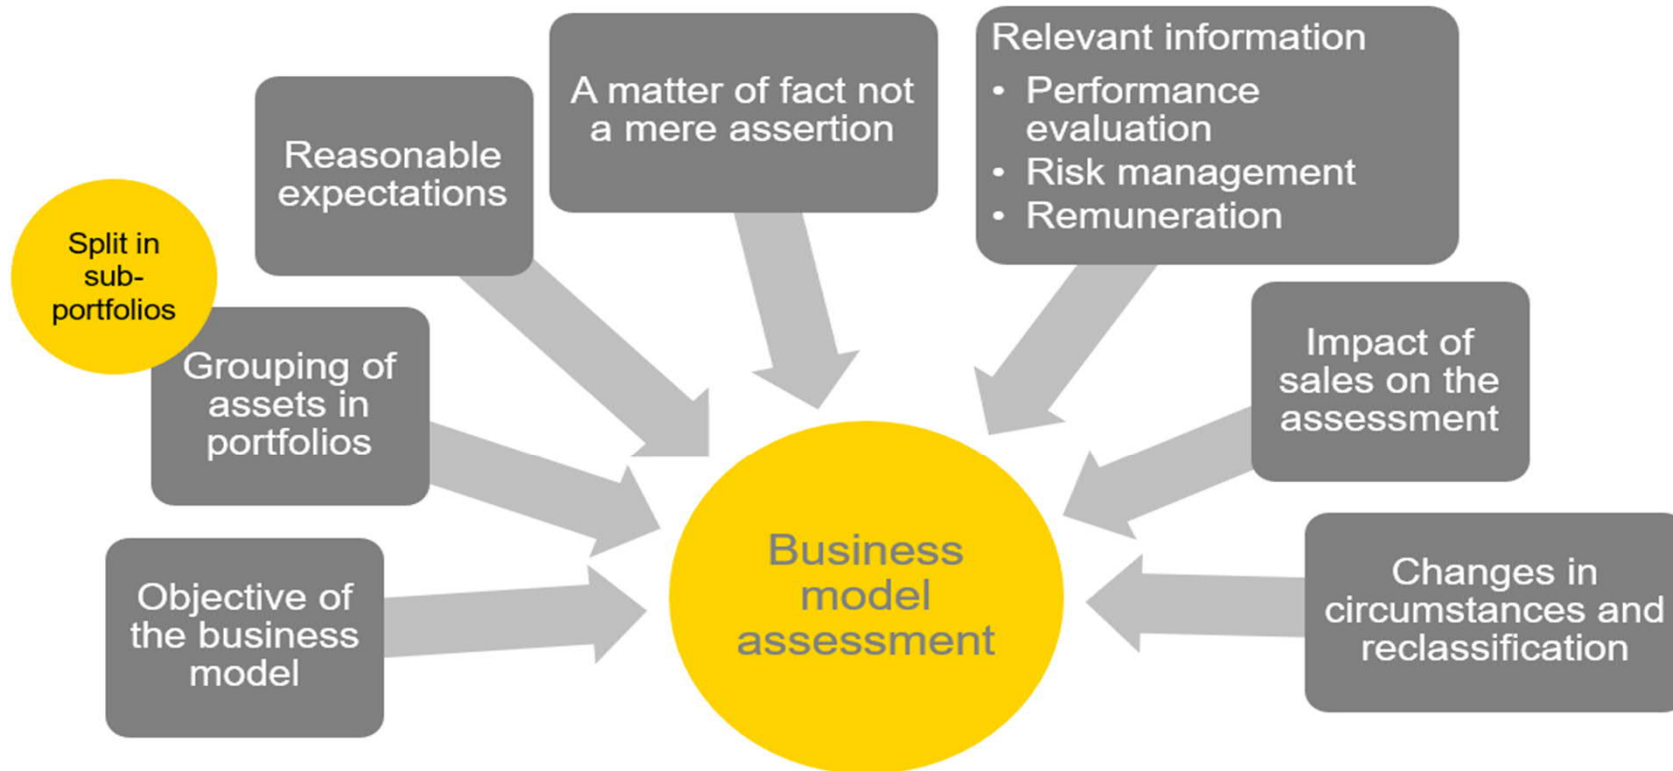 A matter of fact not
a mere assertion
Relevant information
• Performance
evaluation
• Risk management
• Remuneration
Reasonable
expectations
Split in
sub-
portfolios
Grouping of
assets in
portfolios
Impact of
sales on the
assessment
Objective of
the business
model
Business
model
assessment
Changes in
circumstances and
reclassification